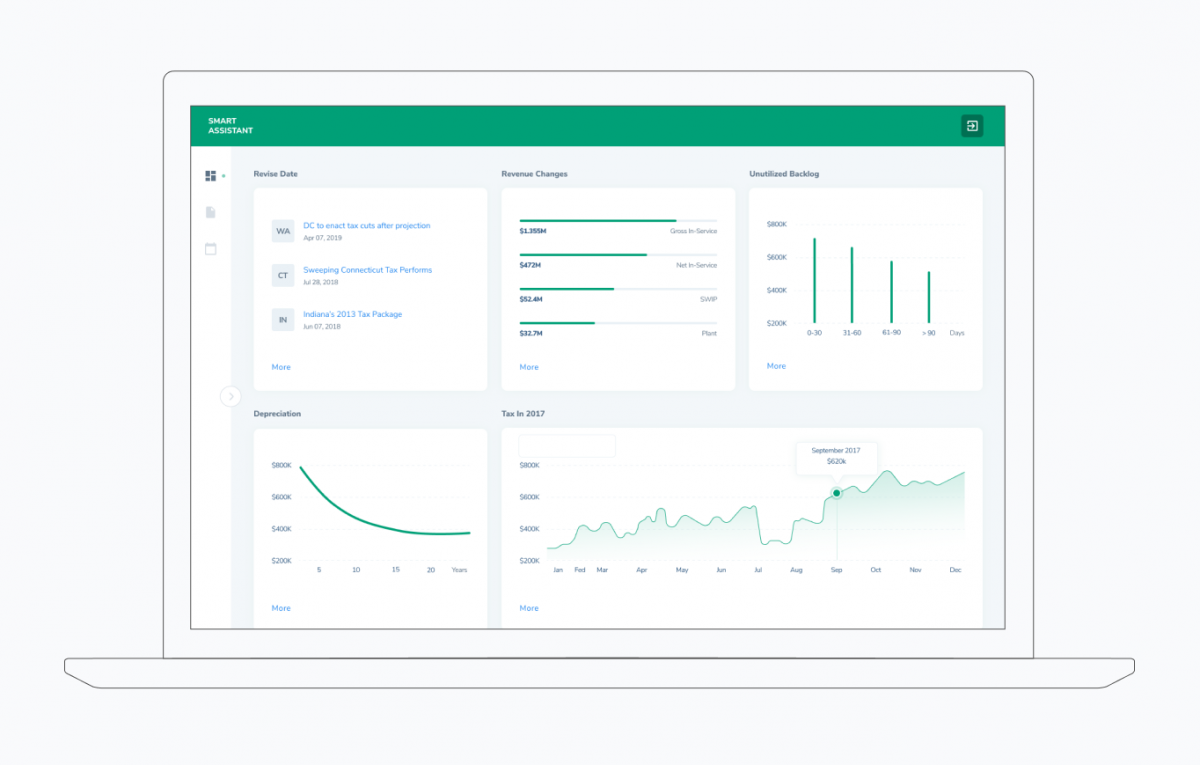 SMART
ASSISTANT
Revise Date
WA
DC to enact tax cuts after projection
Apr 07, 2019
CT
Sweeping Connecticut Tax Performs
Jul 28, 2018
IN
Indiana's 2013 Tax Package
Jun 07, 2018
More
Revenue Changes
$1.355M Gross In-Service
$472M Net In-Service
$52.4M SWIP
$32.7M Plant
More
Unutilized Backlog
$800K
$600K
$400K
$200K
0-30 31-60 61-90 >90 Days
More
Depreciation
$800K
$600K
$400K
$200K
5 10 15 20 Years
More
Tax In 2017
September 2017
$620k
$800K
$600K
$400K
$200K
Jan Fed Mar Apr May Jun Jul Aug Sep Oct Nov Dec
More